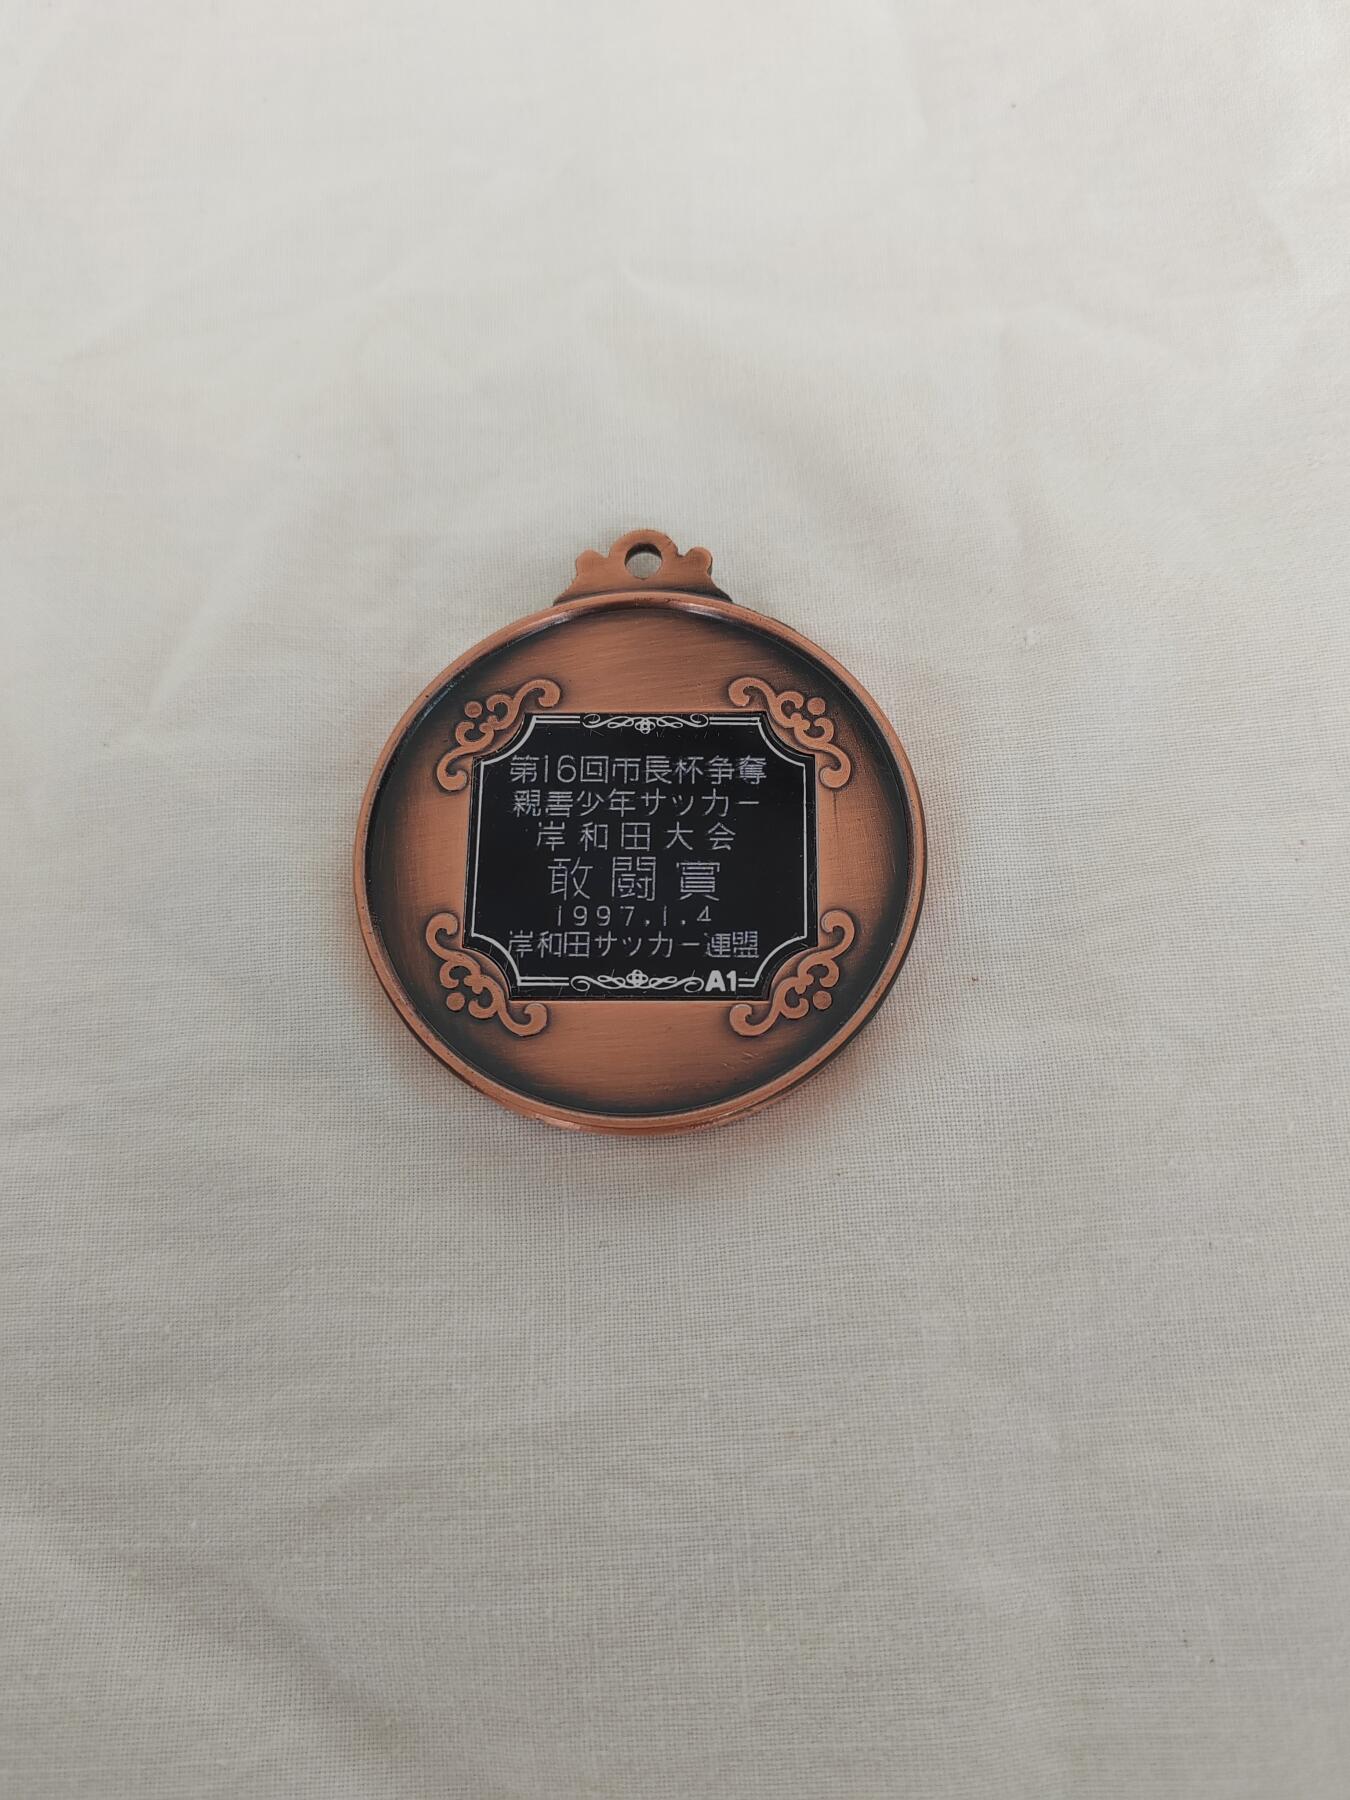 第16回市長杯争奪
親善少年サッカー
岸和田大会
敢闘賞
1997.1.4
岸和田サッカー連盟
A1